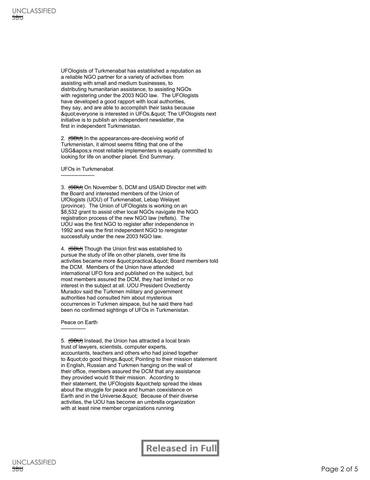 UNCLASSIFIED
SBU
UFOlogists of Turkmenabat has established a reputation as
a reliable NGO partner for a variety of activities from
assisting with small and medium businesses, to
distributing humanitarian assistance, to assisting NGOs
with registering under the 2003 NGO law. The UFOlogists
have developed a good rapport with local authorities,
they say, and are able to accomplish their tasks because
&quot;everyone is interested in UFOs.&quot; The UFOlogists next
initiative is to publish an independent newsletter, the
first in independent Turkmenistan.
2. (SBU) In the appearances-are-deceiving world of
Turkmenistan, it almost seems fitting that one of the
USG&apos;s most reliable implementers is equally committed to
looking for life on another planet. End Summary.
UFOs in Turkmenabat
-------------------
3. (SBU) On November 5, DCM and USAID Director met with
the Board and interested members of the Union of
UfOlogists (UOU) of Turkmenabat, Lebap Welayet
(province). The Union of UFOlogists is working on an
$8,532 grant to assist other local NGOs navigate the NGO
registration process of the new NGO law (reftels). The
UOU was the first NGO to register after independence in
1992 and was the first independent NGO to reregister
successfully under the new 2003 NGO law.
4. (SBU) Though the Union first was established to
pursue the study of life on other planets, over time its
activities became more &quot;practical.&quot; Board members told
the DCM. Members of the Union have attended
international UFO fora and published on the subject, but
most members assured the DCM, they had limited or no
interest in the subject at all. UOU President Ovezberdy
Muradov said the Turkmen military and government
authorities had consulted him about mysterious
occurrences in Turkmen airspace, but he said there had
been no confirmed sightings of UFOs in Turkmenistan.
Peace on Earth
--------------
5. (SBU) Instead, the Union has attracted a local brain
trust of lawyers, scientists, computer experts,
accountants, teachers and others who had joined together
to &quot;do good things.&quot; Pointing to their mission statement
in English, Russian and Turkmen hanging on the wall of
their office, members assured the DCM that any assistance
they provided would fit their mission. According to
their statement, the UFOlogists &quot;help spread the ideas
about the struggle for peace and human coexistence on
Earth and in the Universe.&quot; Because of their diverse
activities, the UOU has become an umbrella organization
with at least nine member organizations running
Released in Full
UNCLASSIFIED
SBU
Page 2 of 5